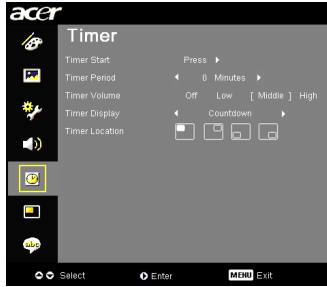 acer
Timer
Timer Start Press
Timer Period 0 Minutes
Timer Volume Off Low [ Middle ] High
Timer Display Countdown
Timer Location
abc
Select Enter MENU Exit